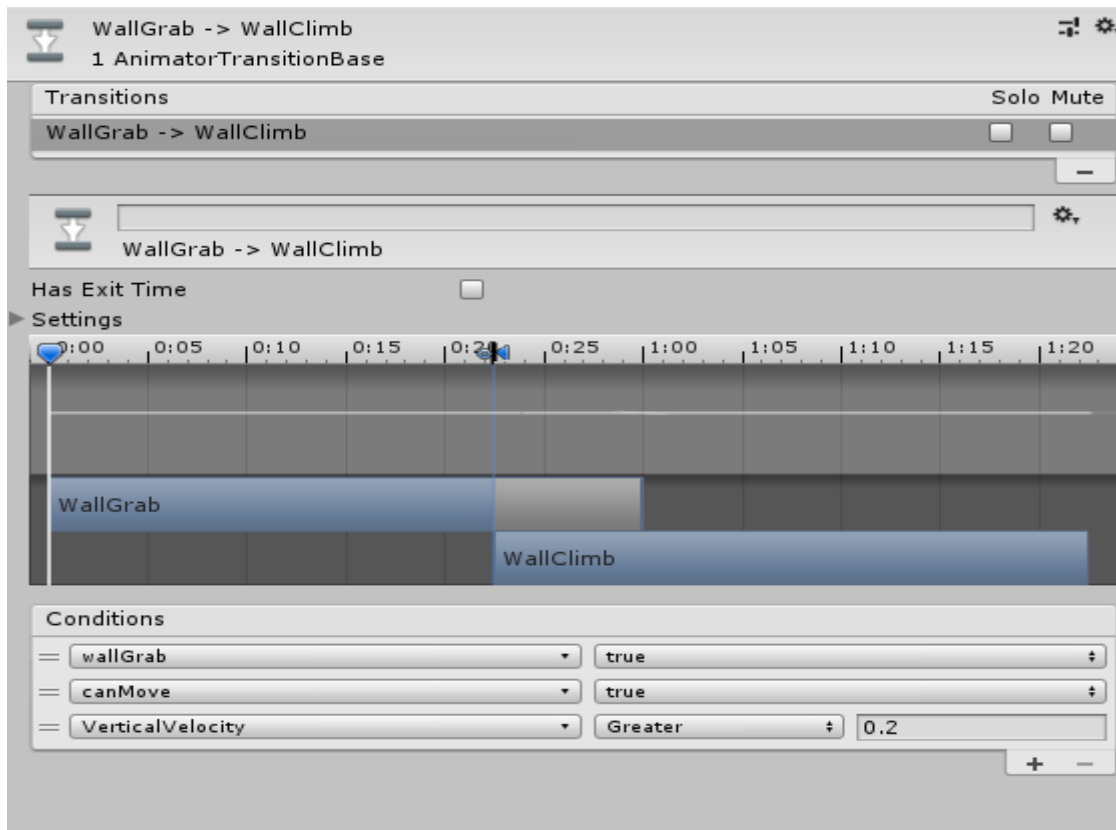 WallGrab -> WallClimb
1 AnimatorTransitionBase
Transitions Solo Mute
WallGrab -> WallClimb
WallGrab -> WallClimb
Has Exit Time
Settings
0:05 0:10 0:15 0:25 1:00 1:05 1:10 1:15 1:20
WallGrab
WallClimb
Conditions
wallGrab true
canMove true
VerticalVelocity Greater 0.2